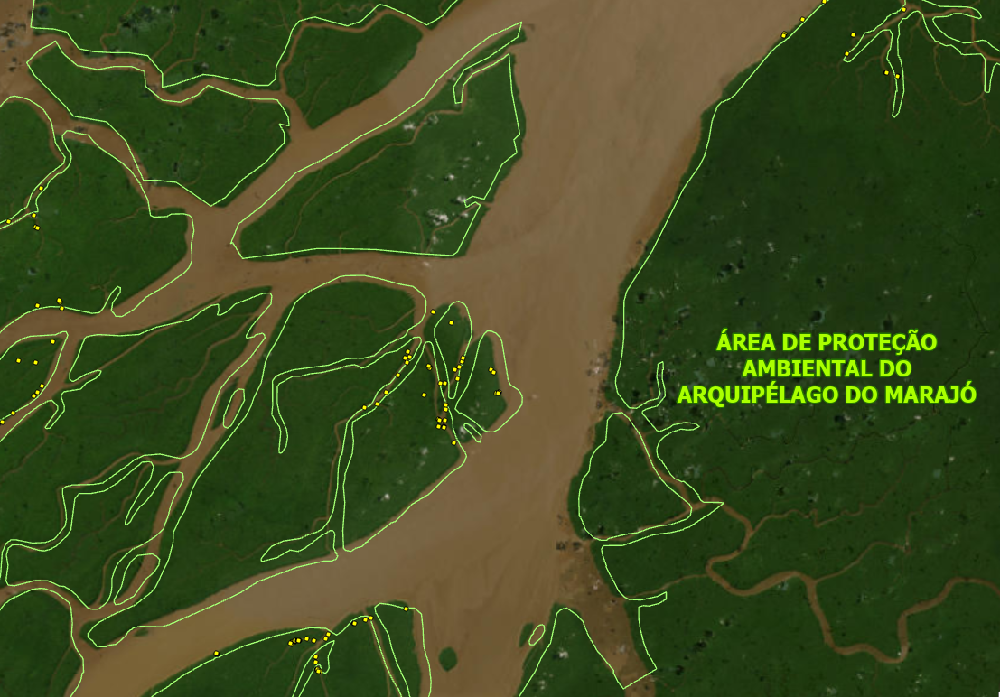 ÁREA DE PROTEÇÃO
AMBIENTAL DO
ARQUIPÉLAGO DO MARAJÓ